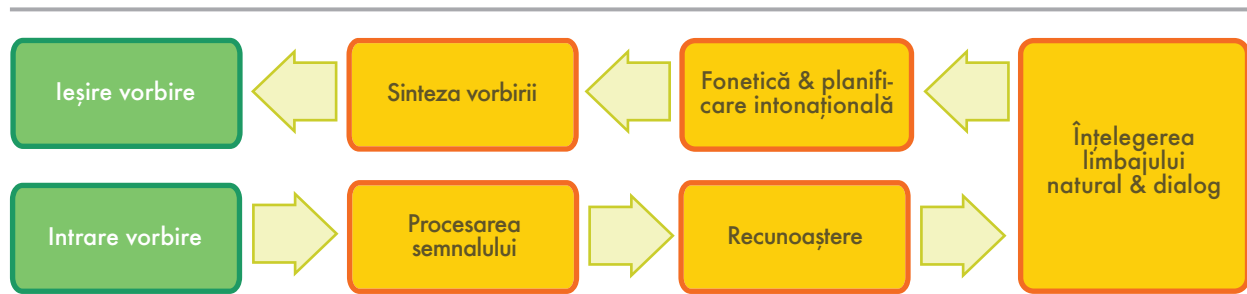 Ieșire vorbire
Sinteza vorbirii
Fonetică & planifi-
care intonațională
Înțelegerea
limbajului
natural & dialog
Intrare vorbire
Procesarea
semnalului
Recunoaștere